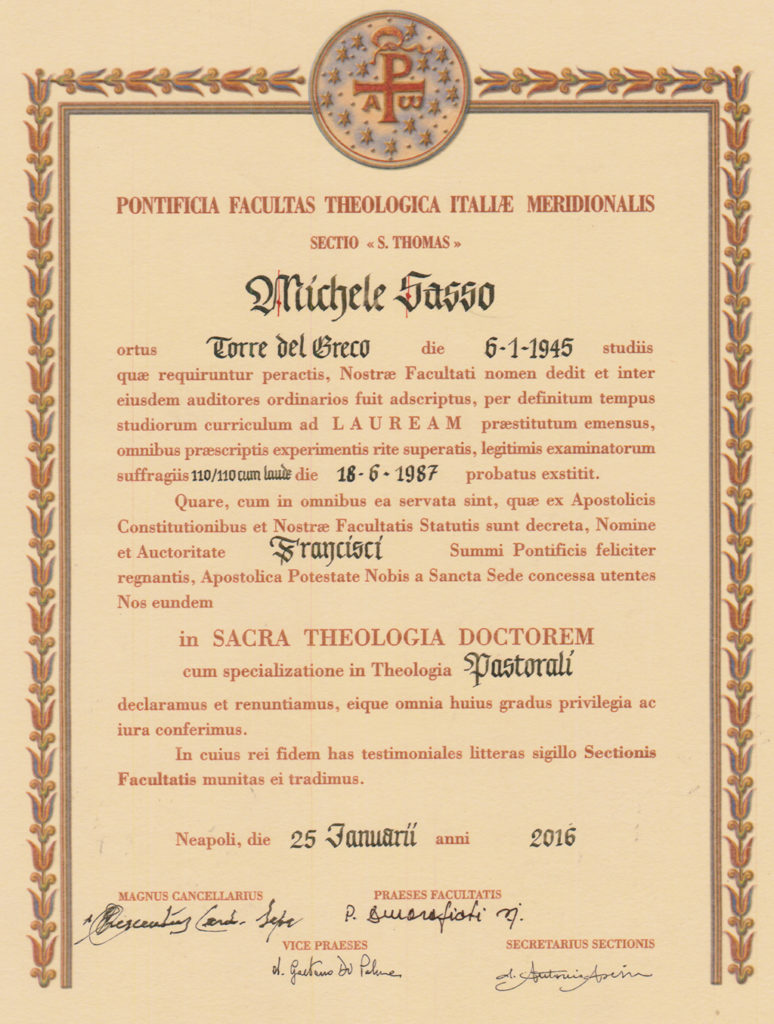 A P ω
PONTIFICIA FACULTAS THEOLOGICA ITALIÆ MERIDIONALIS
SECTIO « S. THOMAS »
Michele Sasso
ortus Torre del Greco die 6-1-1945 studiis
quæ requiruntur peractis, Nostræ Facultati nomen dedit et inter
eiusdem auditores ordinarios fuit adscriptus, per definitum tempus
studiorum curriculum ad LAUREAM præstitutum emensus,
omnibus præscriptis experimentis rite superatis, legitimis examinatorum
suffragiis 110/110 cum laude die 18-6-1987 probatus exstitit.
Quare, cum in omnibus ea servata sint, quæ ex Apostolicis
Constitutionibus et Nostræ Facultatis Statutis sunt decreta, Nomine
et Auctoritate Francisci Summi Pontificis feliciter
regnantis, Apostolica Potestate Nobis a Sancta Sede concessa utentes
Nos eundem
in SACRA THEOLOGIA DOCTOREM
cum specializatione in Theologia Pastorali
declaramus et renuntiamus, eique omnia huius gradus privilegia ac
iura conferimus.
In cuius rei fidem has testimoniales litteras sigillo Sectionis
Facultatis munitas ei tradimus.
Neapoli, die 25 Januarii anni 2016
MAGNUS CANCELLARIUS PRAESES FACULTATIS
Crescentius Card. Sepe P.
VICE PRAESES SECRETARIUS SECTIONIS
d. Gaetano Di Palma d. Antonio